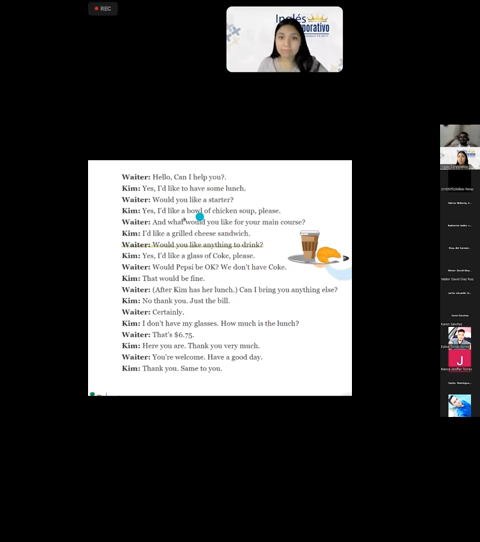 REC
Inglés
orporativo
Waiter: Hello, Can I help you?.
Kim: Yes, I'd like to have some lunch.
Waiter: Would you like a starter?
Kim: Yes, I'd like a bowl of chicken soup, please.
Waiter: And what would you like for your main course?
Kim: I'd like a grilled cheese sandwich.
Waiter: Would you like anything to drink?
Kim: Yes, I'd like a glass of Coke, please.
Waiter: Would Pepsi be OK? We don't have Coke.
Kim: That would be fine.
Waiter: (After Kim has her lunch.) Can I bring you anything else?
Kim: No thank you. Just the bill.
Waiter: Certainly.
Kim: I don't have my glasses. How much is the lunch?
Waiter: That's $6.75.
Kim: Here you are. Thank you very much.
Waiter: You're welcome. Have a good day.
Kim: Thank you. Same to you.
J